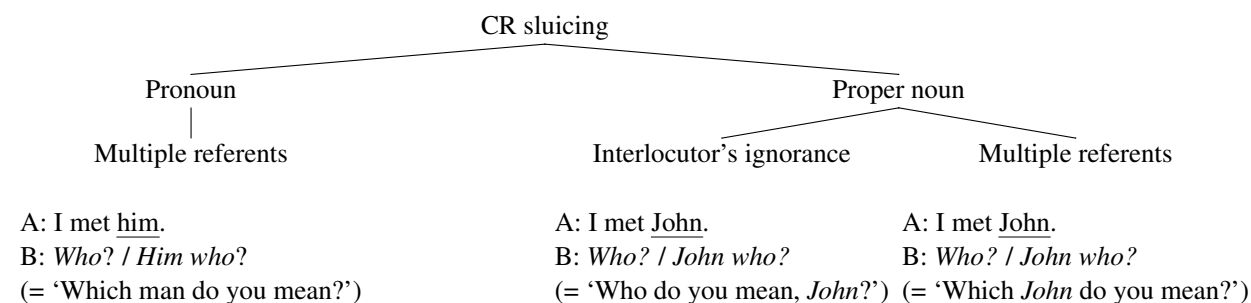 CR sluicing
Pronoun Proper noun
Multiple referents Interlocutor's ignorance Multiple referents
A: I met him. A: I met John. A: I met John.
B: Who? / Him who? B: Who? / John who? B: Who? / John who?
(= ‘Which man do you mean?’) (= ‘Who do you mean, John?’) (= ‘Which John do you mean?’)